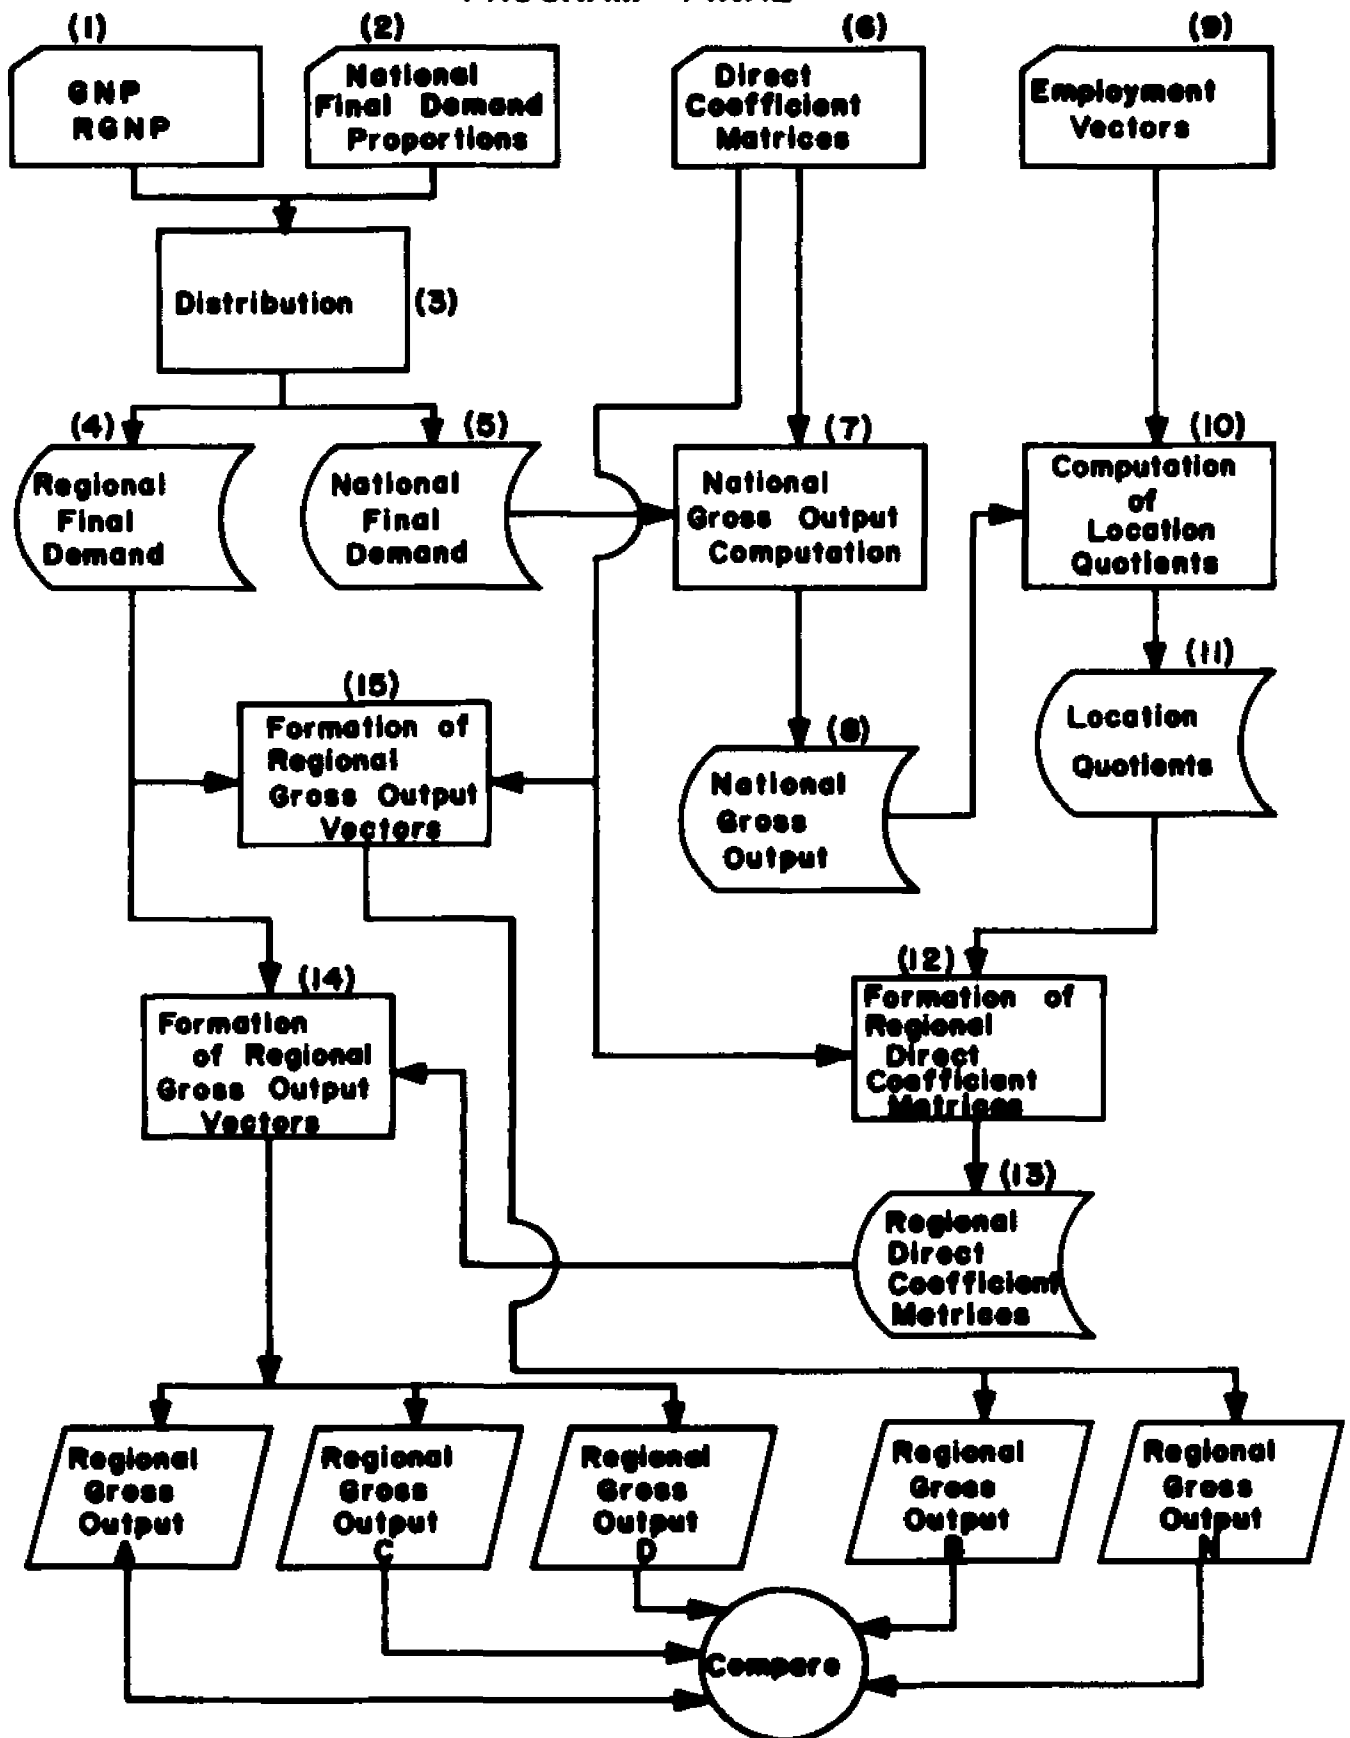 (1)
GNP
RGNP
(2)
National
Final Demand
Proportions
(6)
Direct
Coefficient
Matrices
(9)
Employment
Vectors
Distribution
(3)
(4)
Regional
Final
Demand
(5)
National
Final
Demand
(7)
National
Gross Output
Computation
(10)
Computation
of
Location
Quotients
(15)
Formation of
Regional
Gross Output
Vectors
(8)
National
Gross
Output
(11)
Location
Quotients
(14)
Formation
of Regional
Gross Output
Vectors
(12)
Formation of
Regional
Direct
Coefficient
Matrices
(13)
Regional
Direct
Coefficient
Matrices
Regional
Gross
Output
A
Regional
Gross
Output
C
Regional
Gross
Output
D
Regional
Gross
Output
B
Regional
Gross
Output
N
Compare